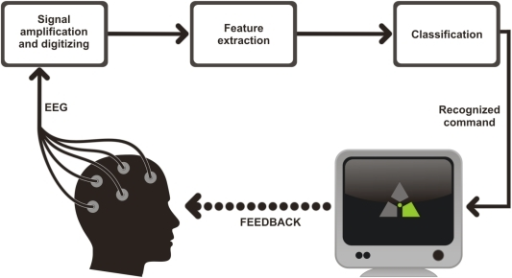 Signal
amplification
and digitizing
Feature
extraction
Classification
EEG
Recognized
command
FEEDBACK